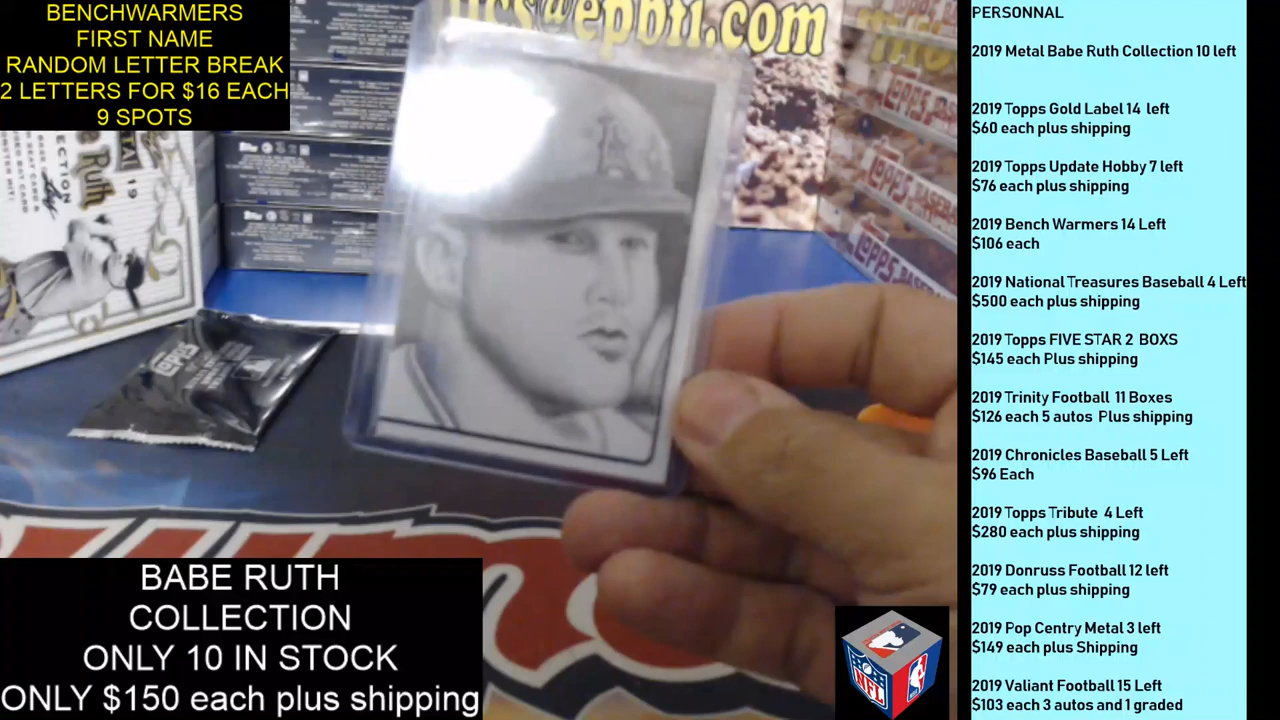 BENCHWARMERS
FIRST NAME
RANDOM LETTER BREAK
2 LETTERS FOR $16 EACH
9 SPOTS
cs@epbtl.com
19
Ruth
TOPPS
A
TOPPS
TOPPS BASEBALL
BABE RUTH
COLLECTION
ONLY 10 IN STOCK
ONLY $150 each plus shipping
NFL
PERSONNAL
2019 Metal Babe Ruth Collection 10 left
2019 Topps Gold Label 14 left
$60 each plus shipping
2019 Topps Update Hobby 7 left
$76 each plus shipping
2019 Bench Warmers 14 Left
$106 each
2019 National Treasures Baseball 4 Left
$500 each plus shipping
2019 Topps FIVE STAR 2 BOXS
$145 each Plus shipping
2019 Trinity Football 11 Boxes
$126 each 5 autos Plus shipping
2019 Chronicles Baseball 5 Left
$96 Each
2019 Topps Tribute 4 Left
$280 each plus shipping
2019 Donruss Football 12 left
$79 each plus shipping
2019 Pop Centry Metal 3 left
$149 each plus Shipping
2019 Valiant Football 15 Left
$103 each 3 autos and 1 graded